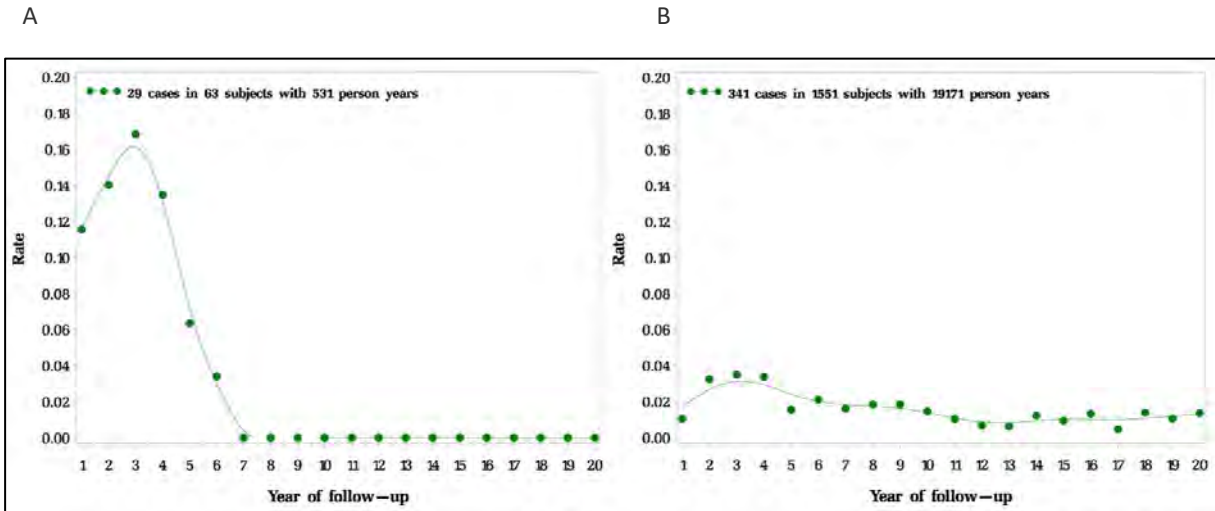 A
B
29 cases in 63 subjects with 531 person years
0.20
0.18
0.16
0.14
0.12
0.10
0.08
0.06
0.04
0.02
0.00
Rate
1 2 3 4 5 6 7 8 9 10 11 12 13 14 15 16 17 18 19 20
Year of follow—up
341 cases in 1551 subjects with 19171 person years
0.20
0.18
0.16
0.14
0.12
0.10
0.08
0.06
0.04
0.02
0.00
Rate
1 2 3 4 5 6 7 8 9 10 11 12 13 14 15 16 17 18 19 20
Year of follow—up